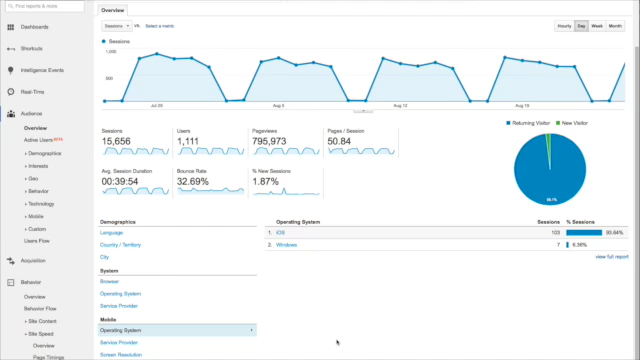 Find reports & more
Dashboards
Shortcuts
Intelligence Events
Real-Time
Audience
Overview
Active Users BETA
Demographics
Interests
Geo
Behavior
Technology
Mobile
Custom
Users Flow
Acquisition
Behavior
Overview
Behavior Flow
Site Content
Site Speed
Overview
Page Timings
Overview
Sessions VS. Select a metric
Hourly Day Week Month
Sessions
1,000
500
Aug 5 Aug 12 Aug 19
Returning Visitor New Visitor
Sessions Users Pageviews Pages / Session
15,656 1,111 795,973 50.84
Avg. Session Duration Bounce Rate % New Sessions
00:39:54 32.69% 1.87%
Demographics
Language
Country / Territory
City
System
Browser
Operating System
Service Provider
Mobile
Operating System
Service Provider
Screen Resolution
Operating System Sessions % Sessions
1. iOS 103 93.64%
2. Windows 7 6.36%
view full report